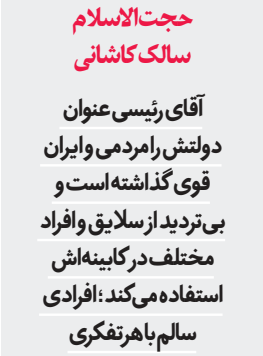 حجت‌الاسلام
سالک کاشانی
آقای رئیسی عنوان
دولتش را مردمی و ایران
قوی گذاشته است و
بی‌تردید از سلایق و افراد
مختلف در کابینه‌اش
استفاده می‌کند؛ افرادی
سالم با هر تفکری